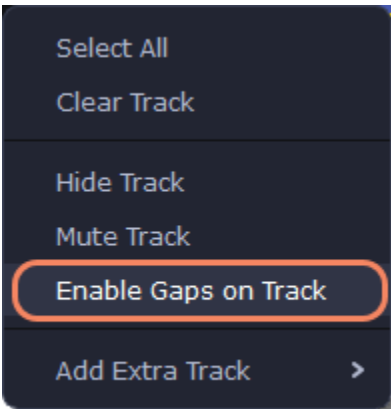 Select All
Clear Track
Hide Track
Mute Track
Enable Gaps on Track
Add Extra Track >